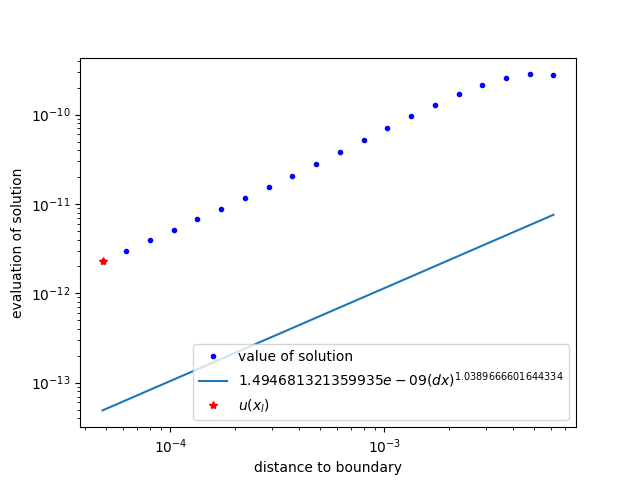 evaluation of solution
10⁻¹⁰
10⁻¹¹
10⁻¹²
10⁻¹³
value of solution
1.494681321359935e − 09(dx)^1.0389666601644334
u(x_l)
10⁻⁴
10⁻³
distance to boundary